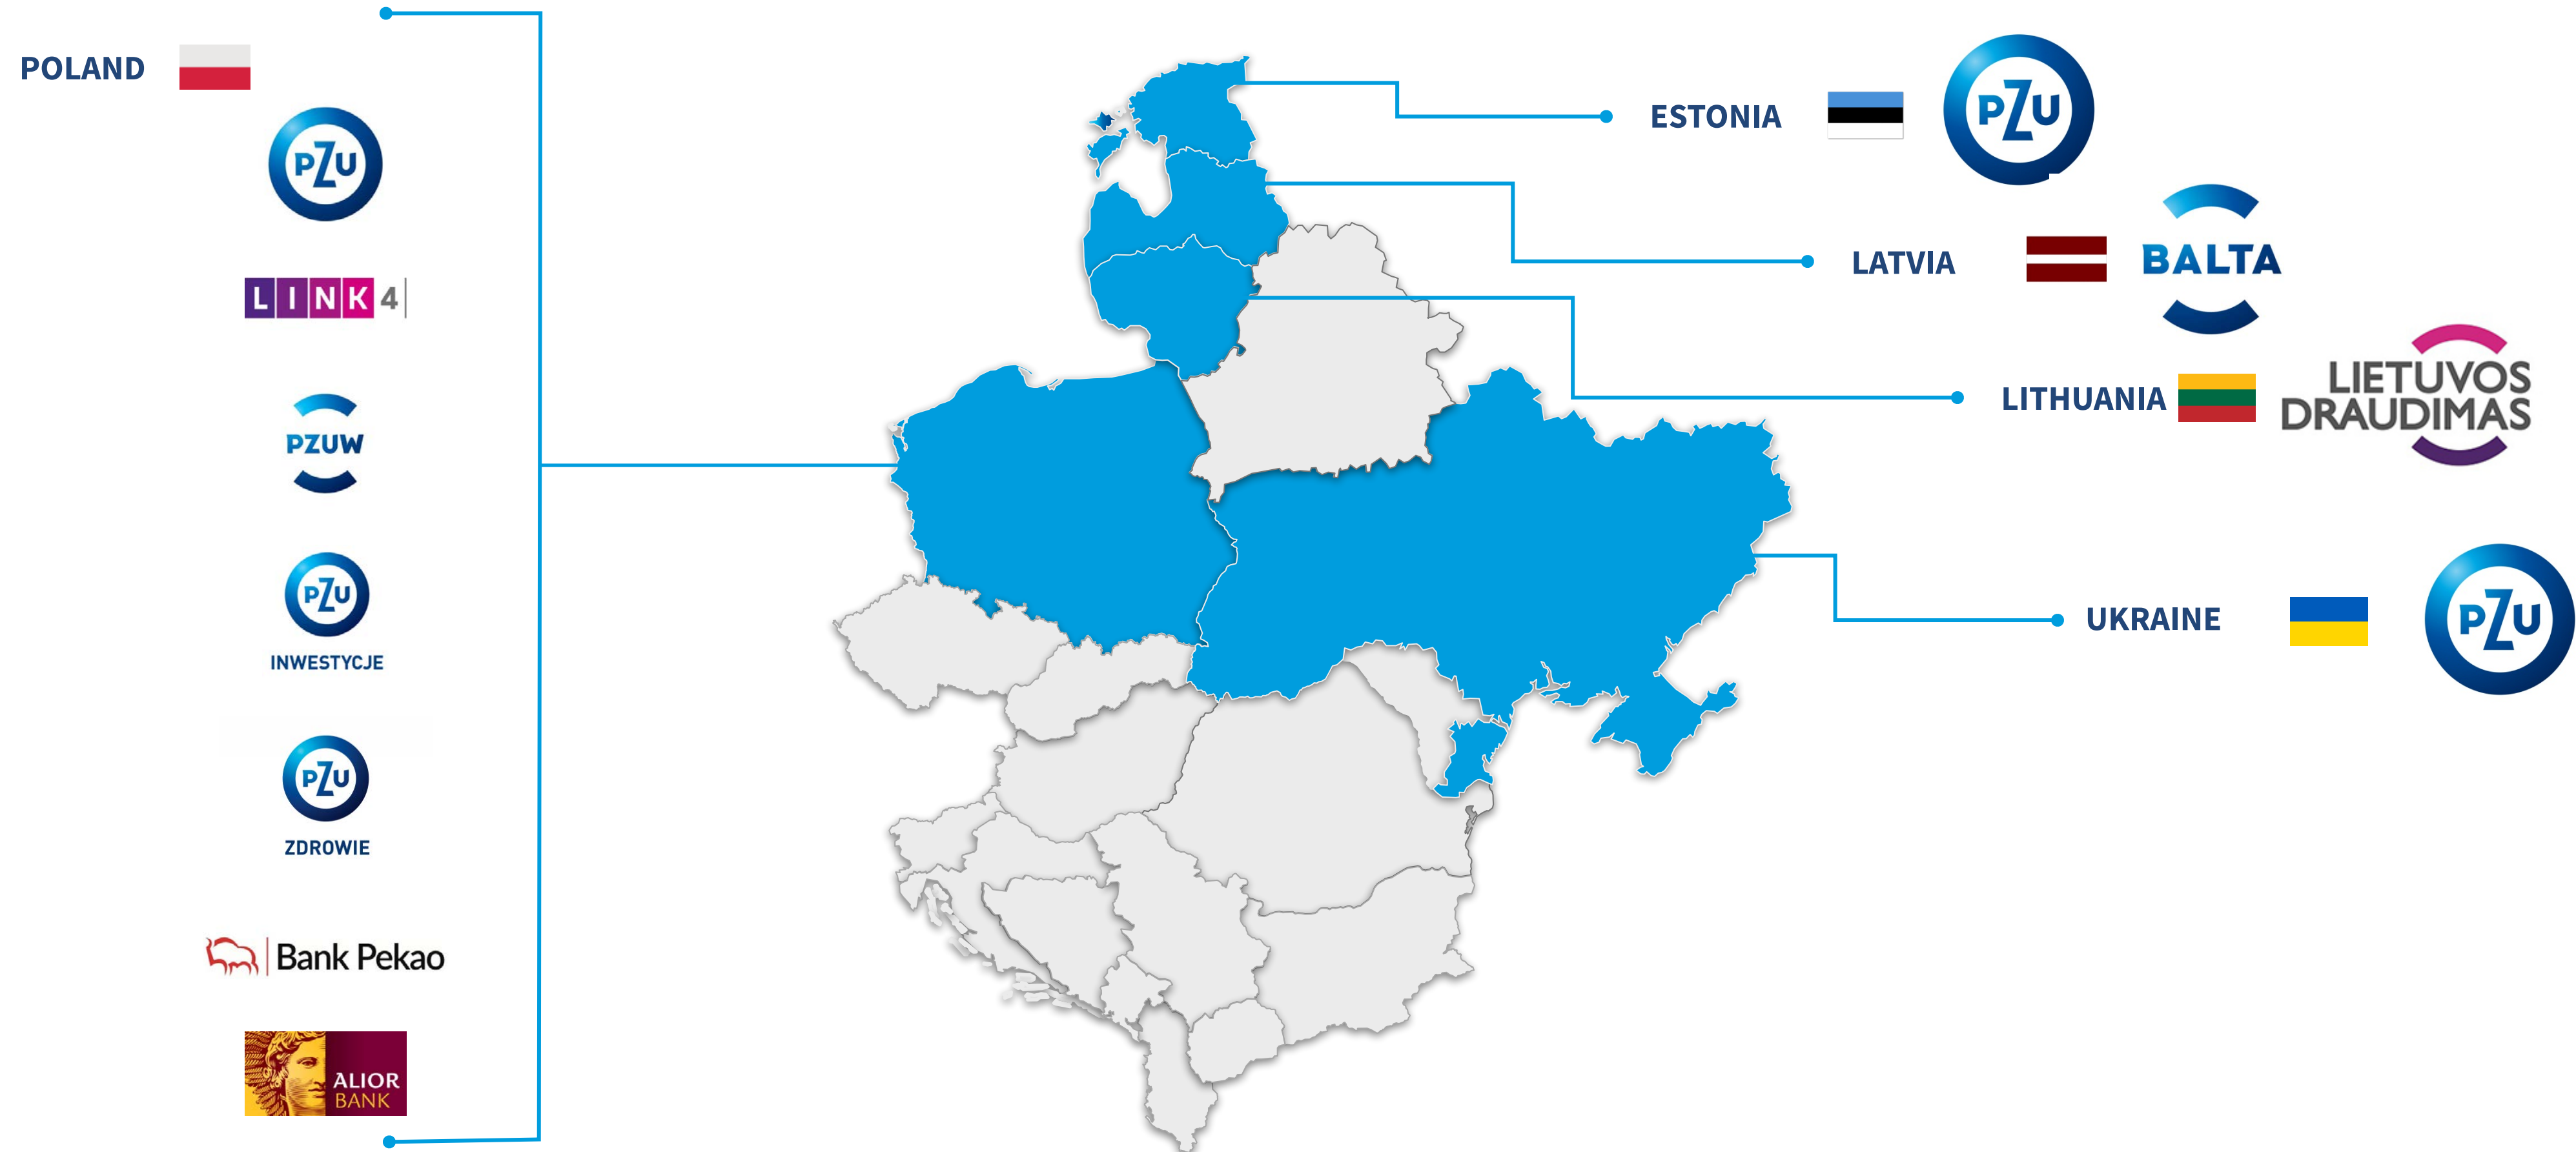 POLAND
PZU
LINK4
PZUW
PZU
INWESTYCJE
PZU
ZDROWIE
Bank Pekao
ALIOR
BANK
ESTONIA
PZU
LATVIA
BALTA
LITHUANIA
LIETUVOS
DRAUDIMAS
UKRAINE
PZU